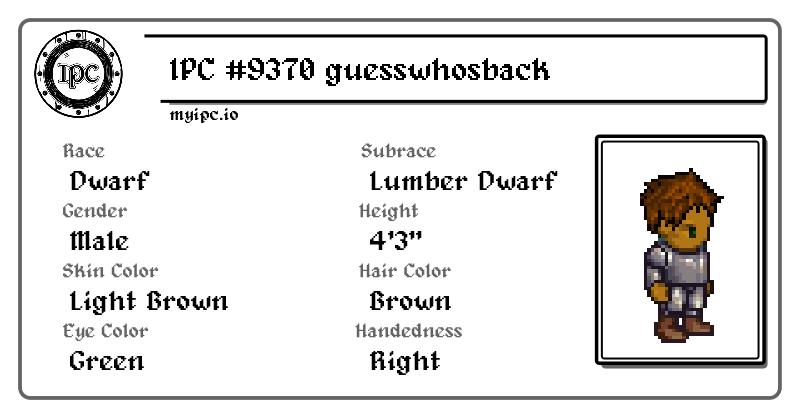 IPC
IPC #9370 guesswhosback
myipc.io
Race
Subrace
Dwarf
Lumber Dwarf
Gender
Height
Male
4'3"
Skin Color
Hair Color
Light Brown
Brown
Eye Color
Handedness
Green
Right